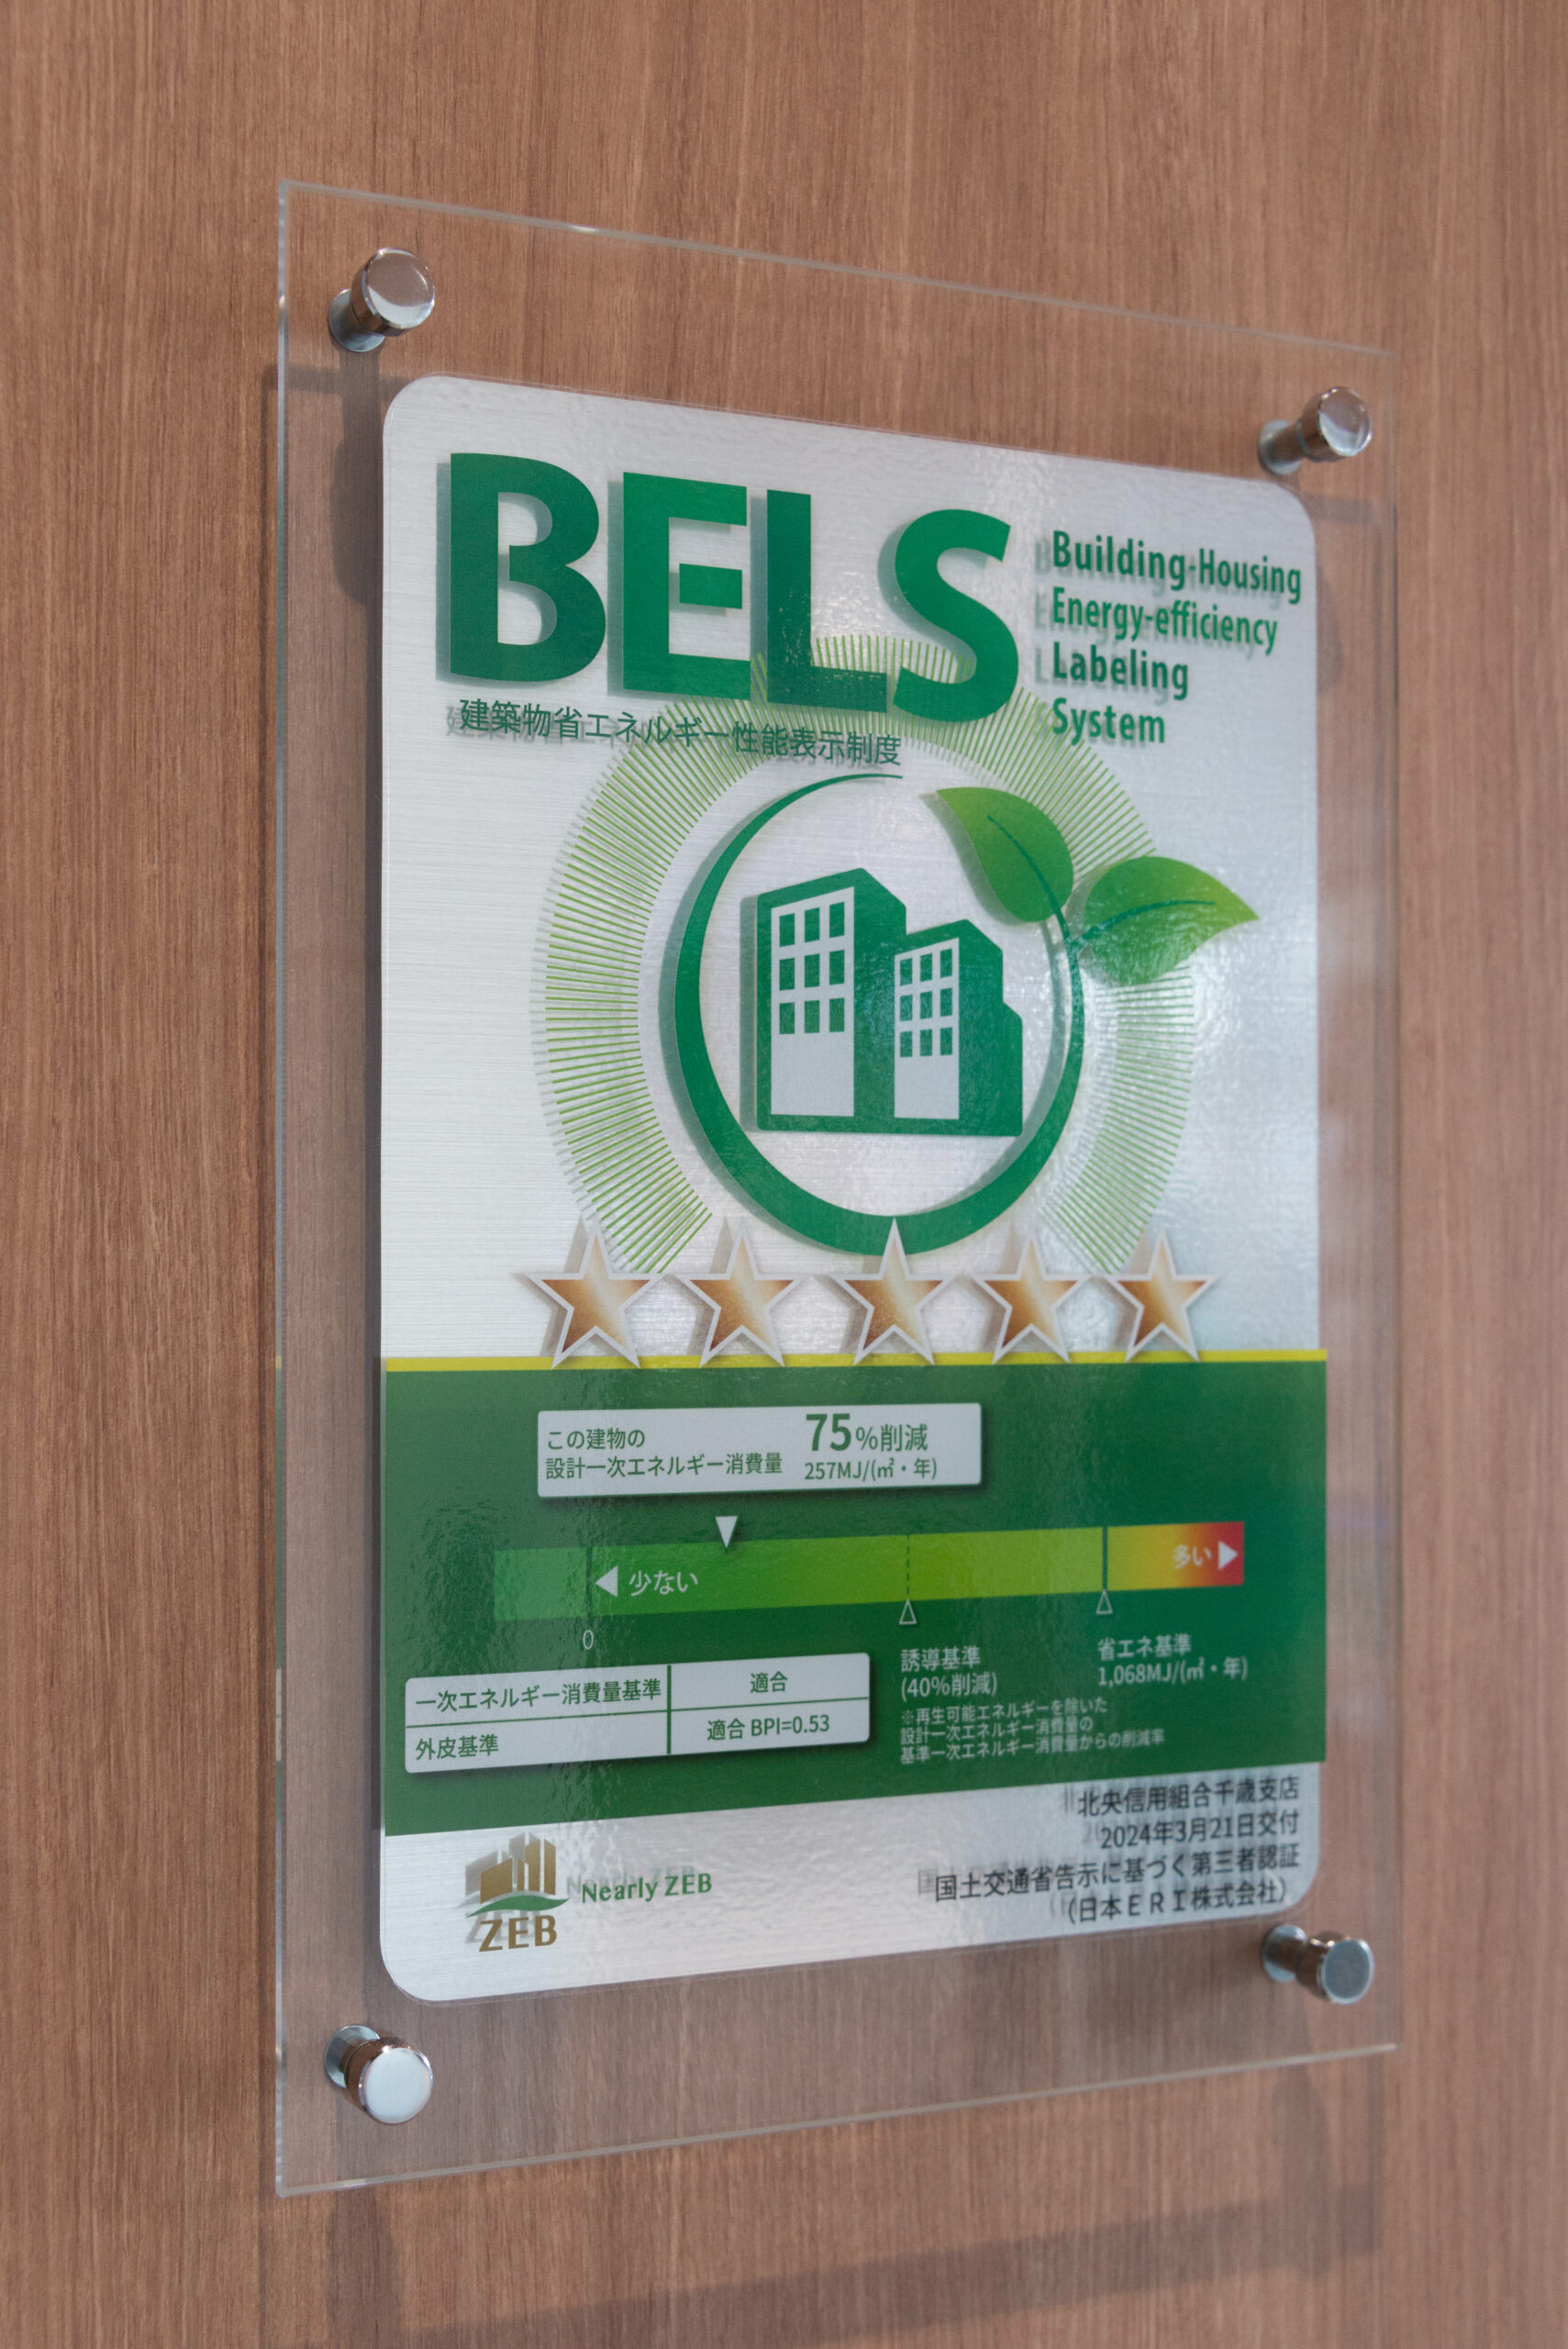 BELS
Building-Housing
Energy-efficiency
Labeling
System
建築物省エネルギー性能表示制度
この建物の
設計一次エネルギー消費量
75%削減
257MJ/(㎡・年)
少ない
多い
0
誘導基準
(40%削減)
省エネ基準
1,068MJ/(㎡・年)
※再生可能エネルギーを除いた
設計一次エネルギー消費量の
基準一次エネルギー消費量からの削減率
一次エネルギー消費量基準 適合
外皮基準 適合 BPI=0.53
ZEB
Nearly ZEB
北央信用組合千歳支店
2024年3月21日交付
国土交通省告示に基づく第三者認証
(日本ERI株式会社)